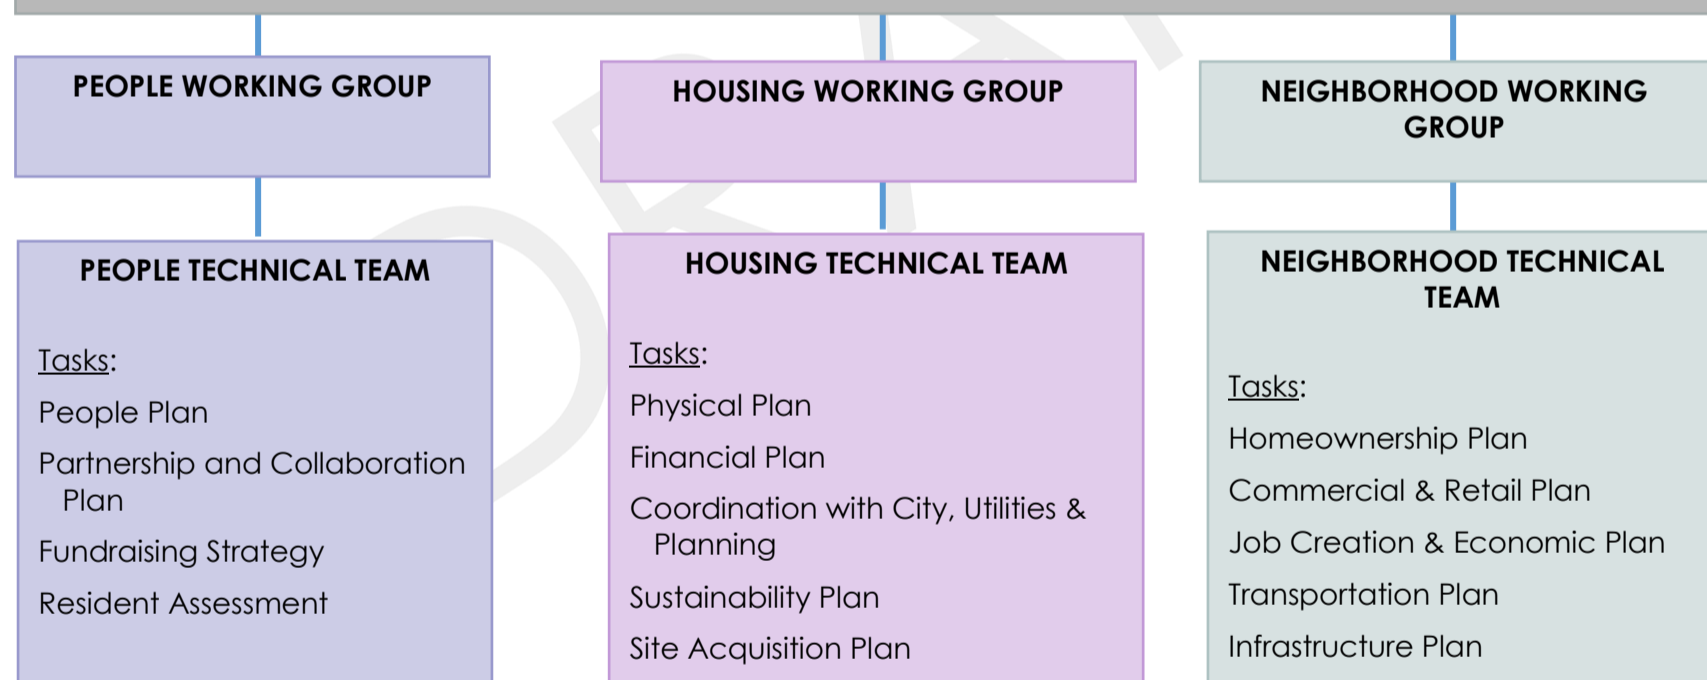 PEOPLE WORKING GROUP
HOUSING WORKING GROUP
NEIGHBORHOOD WORKING
GROUP
PEOPLE TECHNICAL TEAM
Tasks:
People Plan
Partnership and Collaboration
Plan
Fundraising Strategy
Resident Assessment
HOUSING TECHNICAL TEAM
Tasks:
Physical Plan
Financial Plan
Coordination with City, Utilities &
Planning
Sustainability Plan
Site Acquisition Plan
NEIGHBORHOOD TECHNICAL
TEAM
Tasks:
Homeownership Plan
Commercial & Retail Plan
Job Creation & Economic Plan
Transportation Plan
Infrastructure Plan